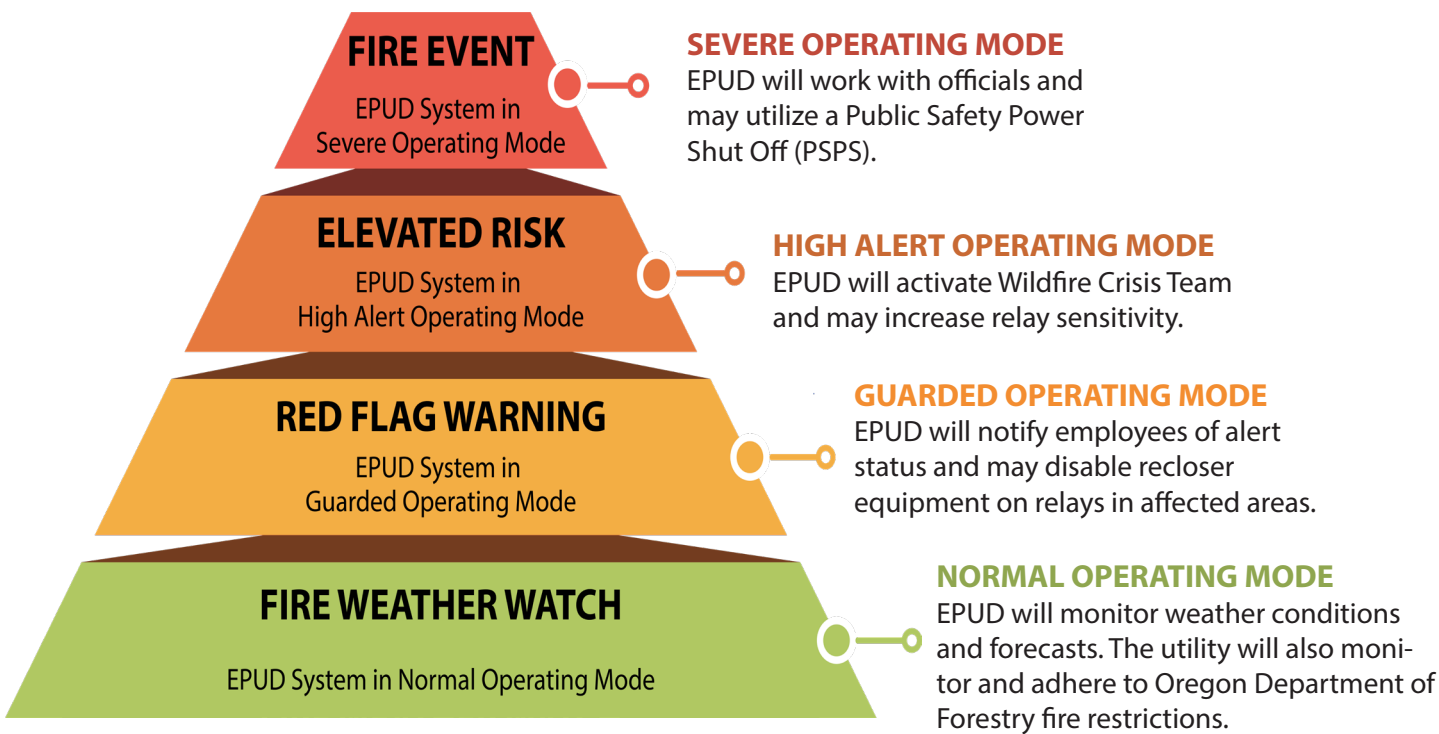 FIRE EVENT
EPUD System in
Severe Operating Mode
SEVERE OPERATING MODE
EPUD will work with officials and
may utilize a Public Safety Power
Shut Off (PSPS).
ELEVATED RISK
EPUD System in
High Alert Operating Mode
HIGH ALERT OPERATING MODE
EPUD will activate Wildfire Crisis Team
and may increase relay sensitivity.
RED FLAG WARNING
EPUD System in
Guarded Operating Mode
GUARDED OPERATING MODE
EPUD will notify employees of alert
status and may disable recloser
equipment on relays in affected areas.
FIRE WEATHER WATCH
EPUD System in Normal Operating Mode
NORMAL OPERATING MODE
EPUD will monitor weather conditions
and forecasts. The utility will also moni-
tor and adhere to Oregon Department of
Forestry fire restrictions.